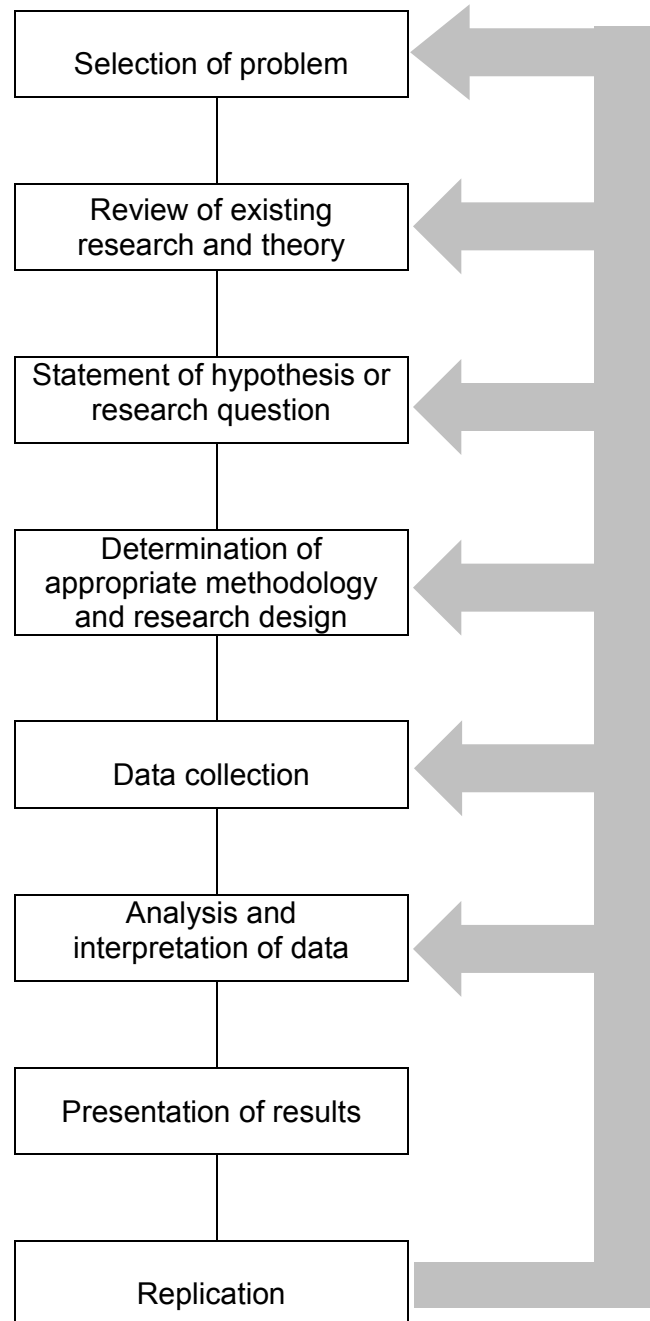 Selection of problem
Review of existing
research and theory
Statement of hypothesis or
research question
Determination of
appropriate methodology
and research design
Data collection
Analysis and
interpretation of data
Presentation of results
Replication